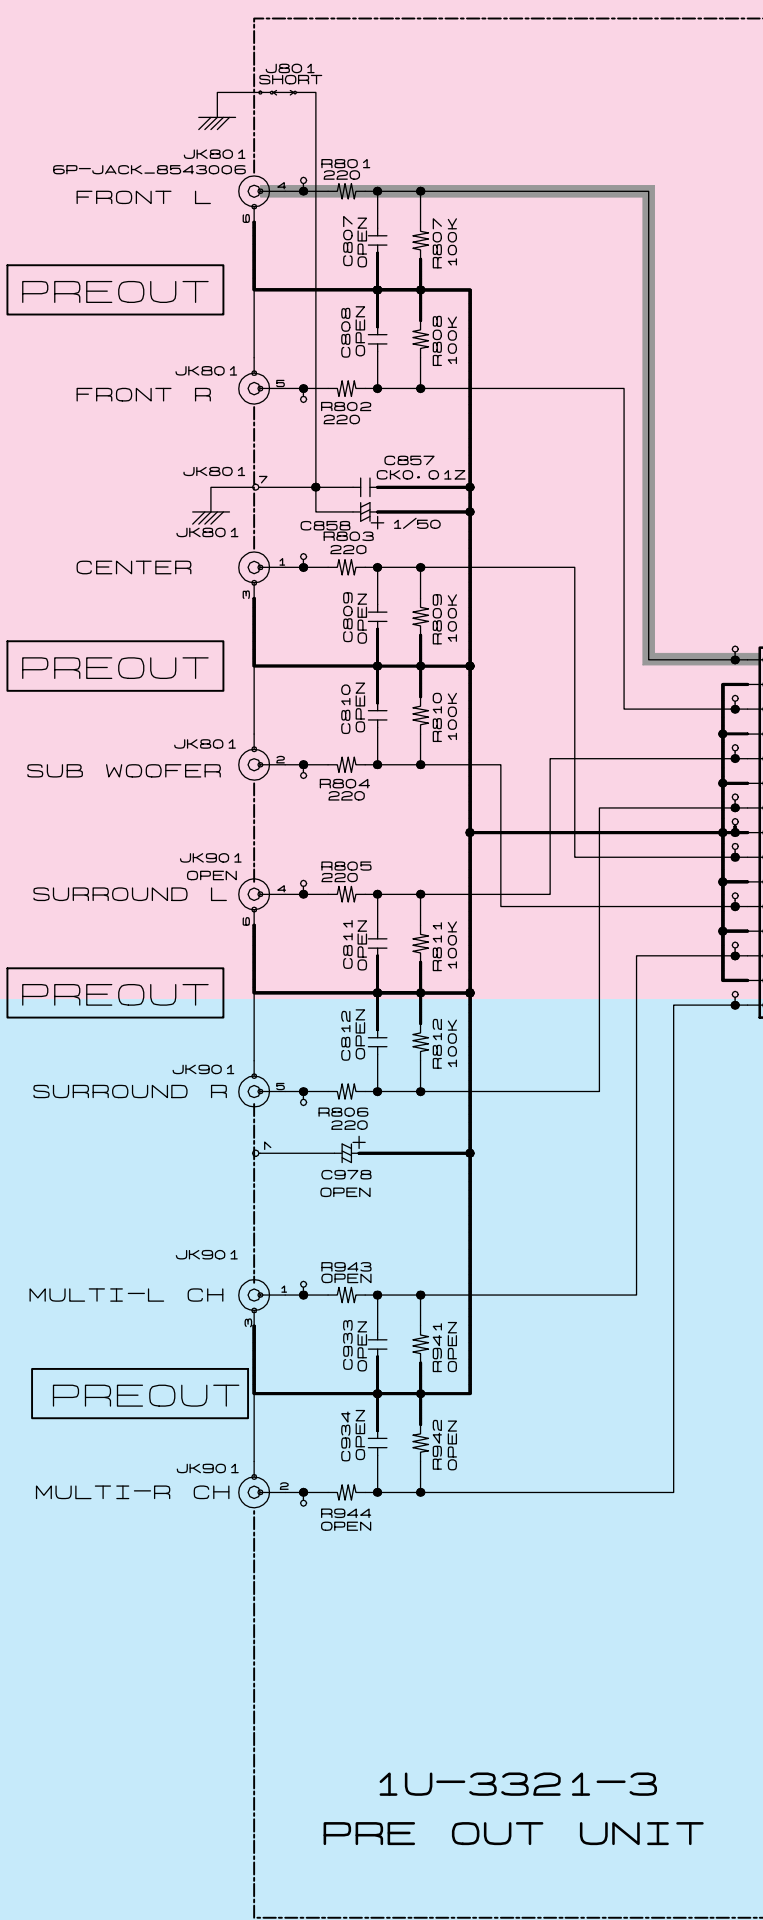 J801
SHORT
JK801
6P-JACK_8543006
R801
220
FRONT L
4
6
C807
OPEN
R807
100K
PREOUT
C808
OPEN
R808
100K
JK801
FRONT R
5
R802
220
JK801
7
C857
CK0.01Z
JK801
C858
+ 1/50
R803
220
CENTER
1
3
C809
OPEN
R809
100K
PREOUT
C810
OPEN
R810
100K
JK801
SUB WOOFER
2
R804
220
JK901
OPEN
R805
220
SURROUND L
4
6
C811
OPEN
R811
100K
PREOUT
C812
OPEN
R812
100K
JK901
SURROUND R
5
R806
220
7
+
C978
OPEN
JK901
R943
OPEN
MULTI-L CH
1
3
C933
OPEN
R941
OPEN
PREOUT
C934
OPEN
R942
OPEN
JK901
MULTI-R CH
2
R944
OPEN
1U-3321-3
PRE OUT UNIT